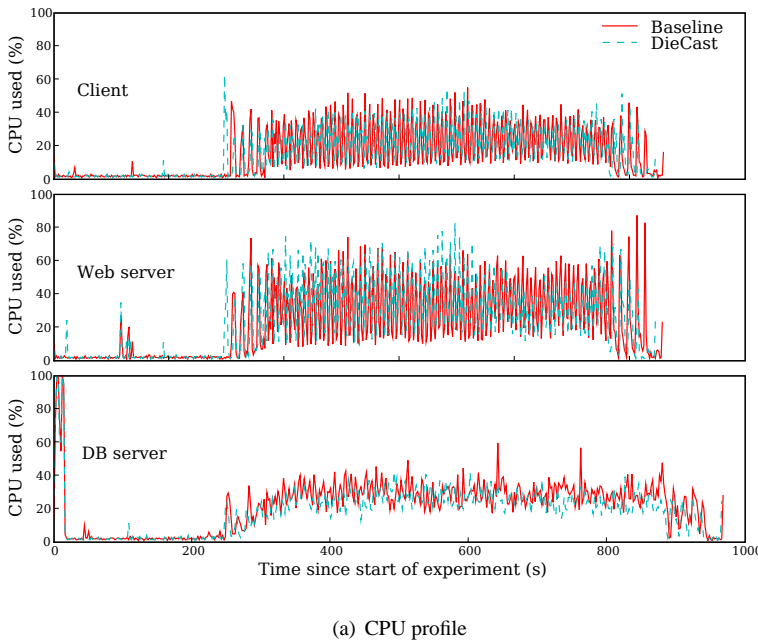 100
80
60
40
20
0
CPU used (%)
Client
Baseline
DieCast
100
80
60
40
20
0
CPU used (%)
Web server
100
80
60
40
20
0
CPU used (%)
DB server
0 200 400 600 800 1000
Time since start of experiment (s)
(a) CPU profile